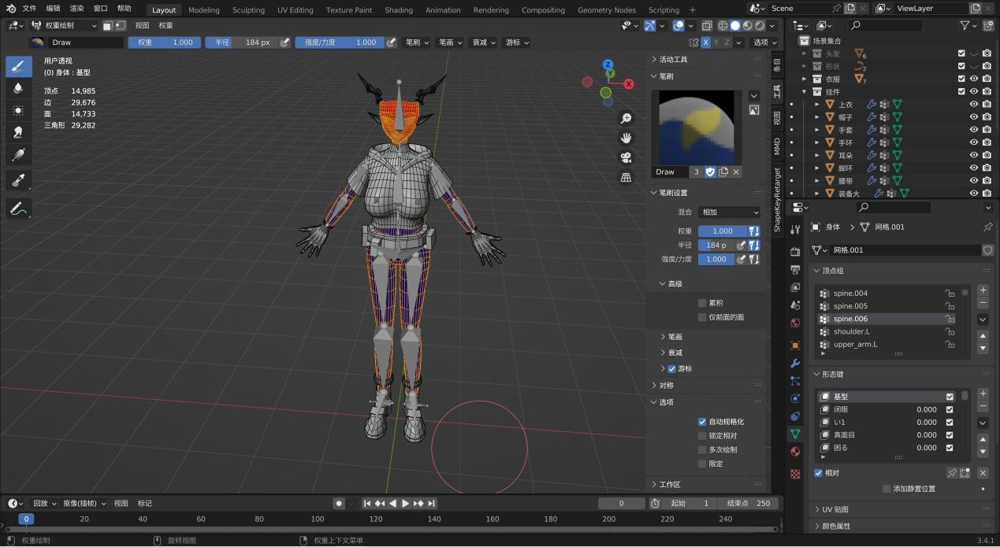 文件 编辑 渲染 窗口 帮助 Layout Modeling Sculpting UV Editing Texture Paint Shading Animation Rendering Compositing Geometry Nodes Scripting + Scene ViewLayer
权重绘制 视图 权重
Draw 权重 1.000 半径 184 px 强度/力度 1.000 笔刷 笔画 衰减 游标 X Y Z 选项
用户透视
(0) 身体 : 基型
顶点 14,985
边 29,676
面 14,733
三角形 29,282
Z
Y
X
活动工具
笔刷
Draw 3
笔刷设置
混合 相加
权重 1.000
半径 184 p
强度/力度 1.000
高级
累积
仅前面的面
笔画
衰减
游标
对称
选项
自动规格化
锁定相对
多次绘制
限定
工作区
条目
工具
视图
MMD
ShapeKeyRetarget
场景集合
头发 6
形状 2
衣服 7
挂件
上衣
帽子
手套
手环
耳朵
脚环
腰带
装备大
身体 网格.001
网格.001
顶点组
spine.004
spine.005
spine.006
shoulder.L
upper_arm.L
形态键
基型
闭眼 0.000
い1 0.000
真面目 0.000
困る 0.000
相对
添加静置位置
UV 贴图
颜色属性
回放 抠像(插帧) 视图 标记 0 起始 1 结束点 250
0 20 40 60 80 100 120 140 160 180 200 220 240
权重绘制 旋转视图 权重上下文菜单 3.4.1